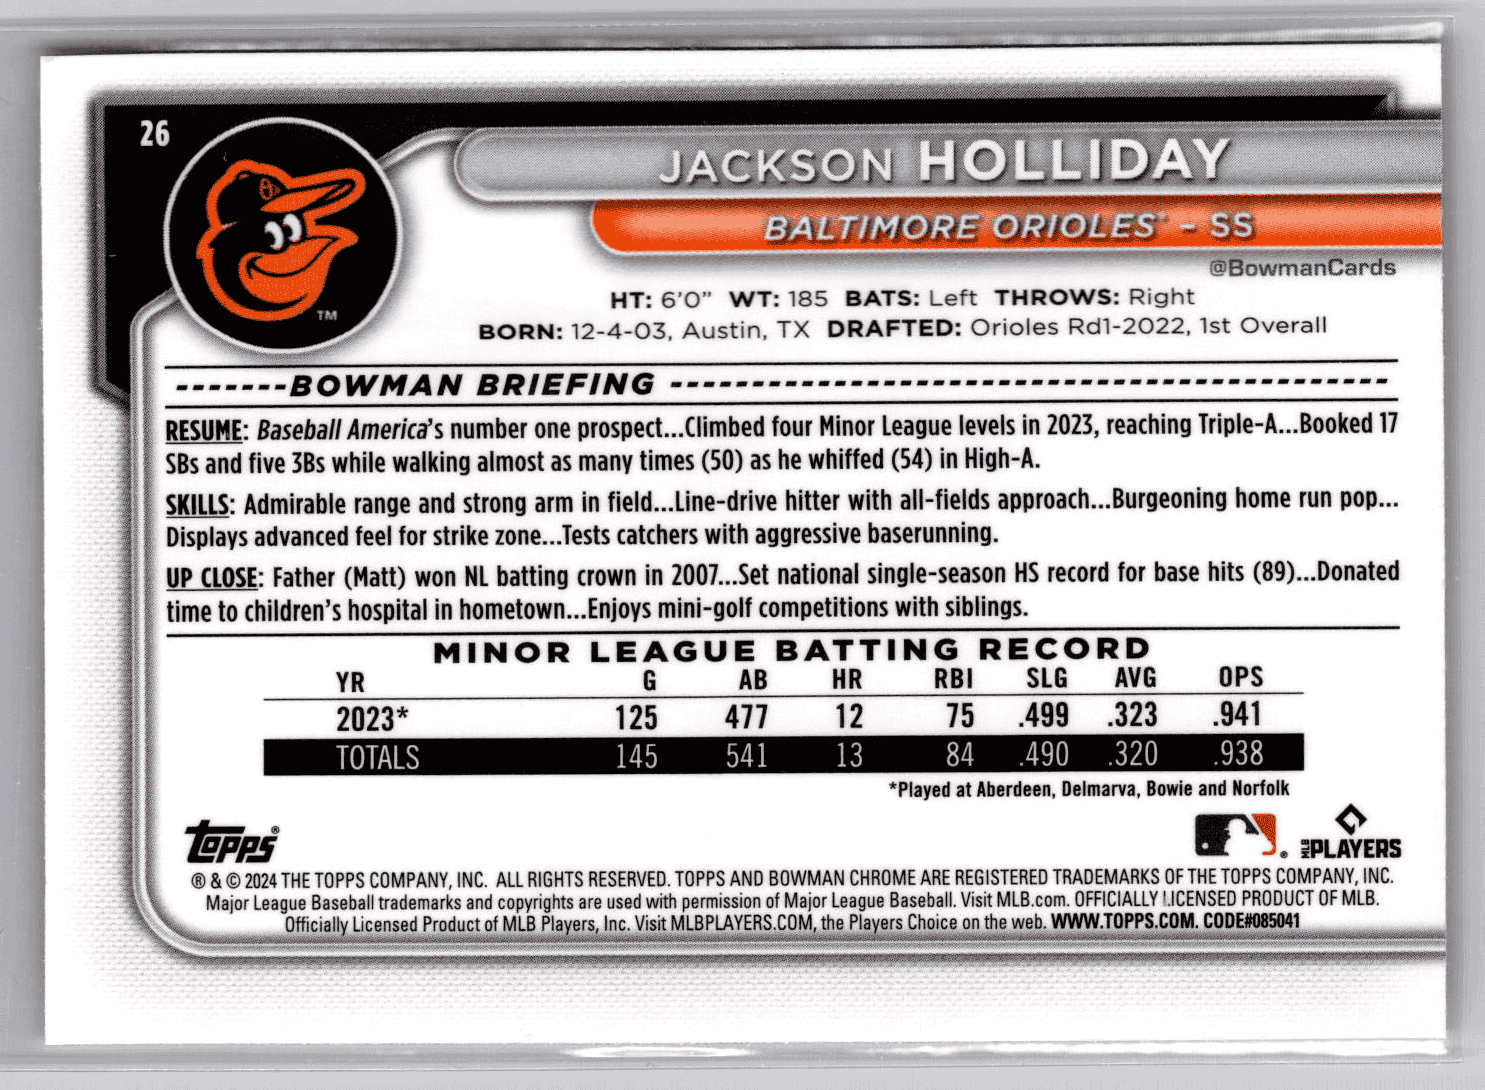 26
JACKSON HOLLIDAY
BALTIMORE ORIOLES™ - SS
@BowmanCards
HT: 6'0" WT: 185 BATS: Left THROWS: Right
BORN: 12-4-03, Austin, TX DRAFTED: Orioles Rd1-2022, 1st Overall
TM
-------BOWMAN BRIEFING --------------------------------------------
RESUME: Baseball America's number one prospect...Climbed four Minor League levels in 2023, reaching Triple-A...Booked 17
SBs and five 3Bs while walking almost as many times (50) as he whiffed (54) in High-A.
SKILLS: Admirable range and strong arm in field...Line-drive hitter with all-fields approach...Burgeoning home run pop...
Displays advanced feel for strike zone...Tests catchers with aggressive baserunning.
UP CLOSE: Father (Matt) won NL batting crown in 2007...Set national single-season HS record for base hits (89)...Donated
time to children's hospital in hometown...Enjoys mini-golf competitions with siblings.
MINOR LEAGUE BATTING RECORD
YR G AB HR RBI SLG AVG OPS
2023* 125 477 12 75 .499 .323 .941
TOTALS 145 541 13 84 .490 .320 .938
*Played at Aberdeen, Delmarva, Bowie and Norfolk
Topps®
® MLB PLAYERS
® & © 2024 THE TOPPS COMPANY, INC. ALL RIGHTS RESERVED. TOPPS AND BOWMAN CHROME ARE REGISTERED TRADEMARKS OF THE TOPPS COMPANY, INC.
Major League Baseball trademarks and copyrights are used with permission of Major League Baseball. Visit MLB.com. OFFICIALLY LICENSED PRODUCT OF MLB.
Officially Licensed Product of MLB Players, Inc. Visit MLBPLAYERS.COM, the Players Choice on the web. WWW.TOPPS.COM. CODE#085041